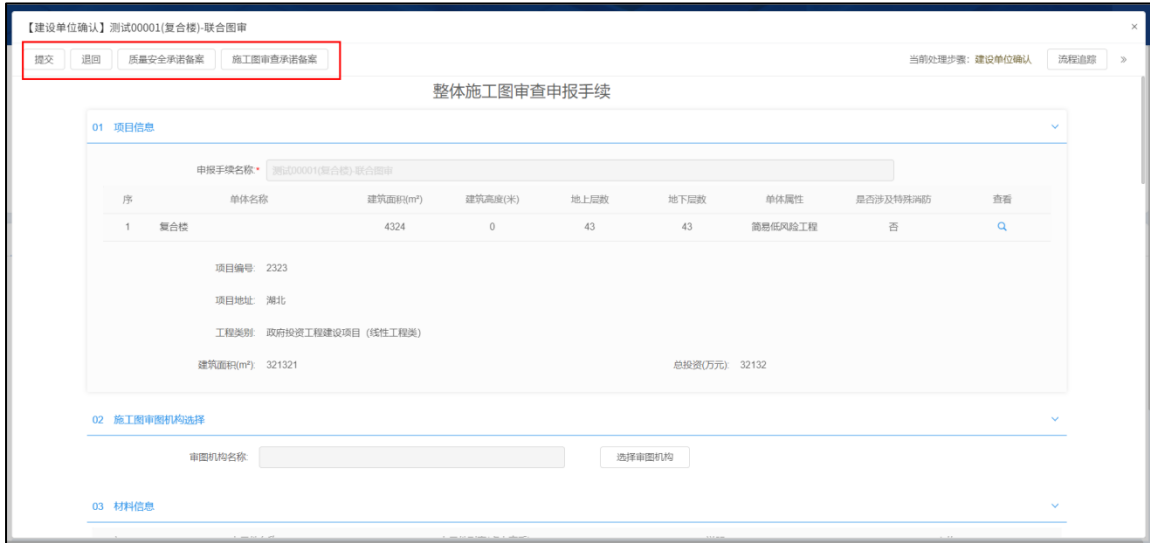 【建设单位确认】测试00001(复合楼)-联合图审 ×
提交 退回 质量安全承诺备案 施工图审查承诺备案 当前处理步骤：建设单位确认 流程追踪 »
整体施工图审查申报手续
01 项目信息
申报手续名称:* 测试00001(复合楼)-联合图审
序 单体名称 建筑面积(m²) 建筑高度(米) 地上层数 地下层数 单体属性 是否涉及特殊消防 查看
1 复合楼 4324 0 43 43 简易低风险工程 否
项目编号: 2323
项目地址: 湖北
工程类别: 政府投资工程建设项目（线性工程类）
建筑面积(m²): 321321 总投资(万元): 32132
02 施工图审图机构选择
审图机构名称: 选择审图机构
03 材料信息